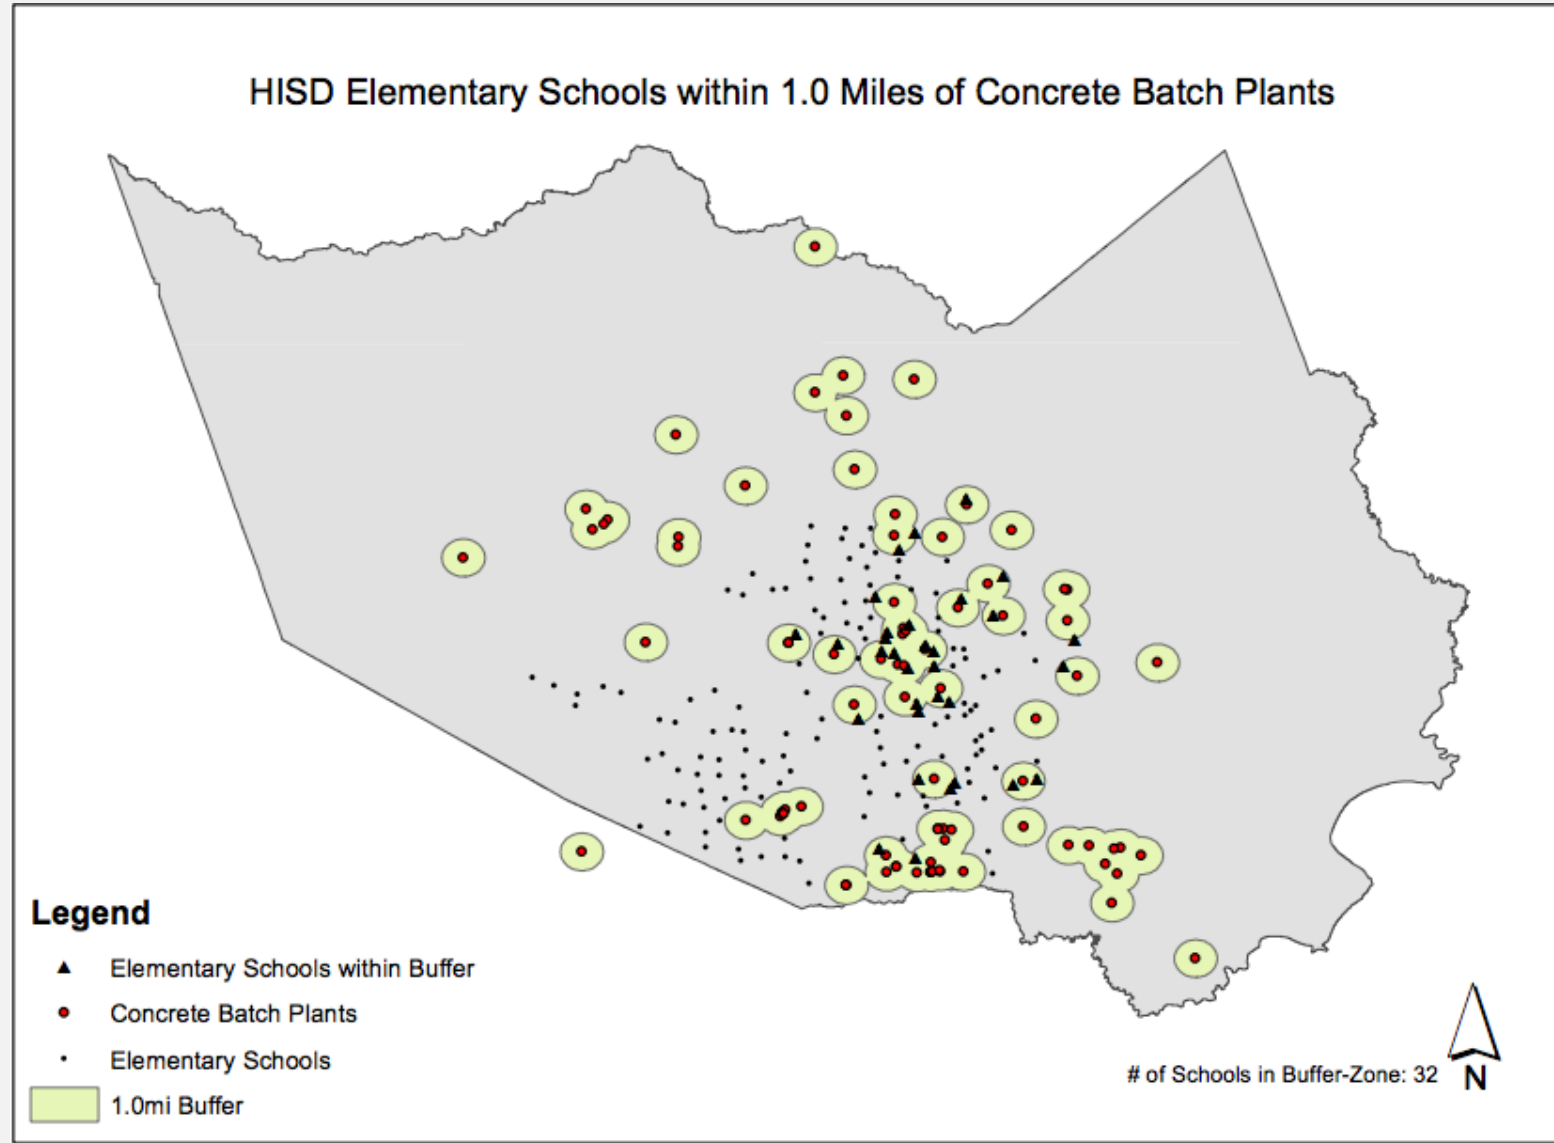 HISD Elementary Schools within 1.0 Miles of Concrete Batch Plants
Legend
Elementary Schools within Buffer
Concrete Batch Plants
Elementary Schools
1.0mi Buffer
# of Schools in Buffer-Zone: 32
N